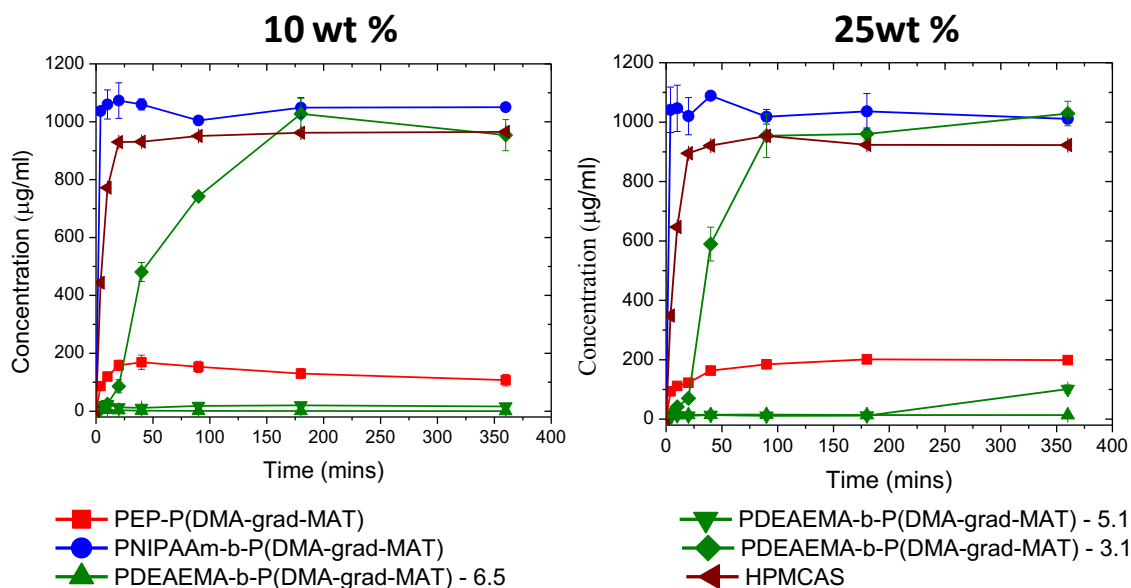 10 wt %
25wt %
1200
1000
800
600
400
200
0
0 50 100 150 200 250 300 350 400
Concentration (μg/ml)
Time (mins)
1200
1000
800
600
400
200
0
0 50 100 150 200 250 300 350 400
Concentration (μg/ml)
Time (mins)
PEP-P(DMA-grad-MAT)
PNIPAAm-b-P(DMA-grad-MAT)
PDEAEMA-b-P(DMA-grad-MAT) - 6.5
PDEAEMA-b-P(DMA-grad-MAT) - 5.1
PDEAEMA-b-P(DMA-grad-MAT) - 3.1
HPMCAS